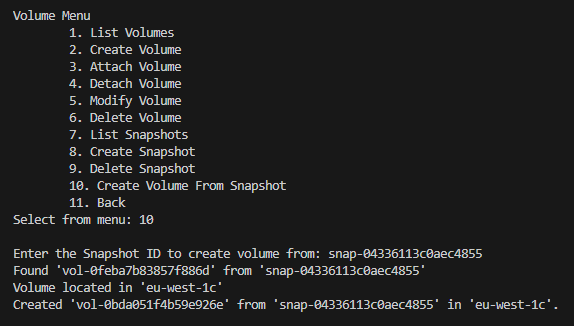 Volume Menu
1. List Volumes
2. Create Volume
3. Attach Volume
4. Detach Volume
5. Modify Volume
6. Delete Volume
7. List Snapshots
8. Create Snapshot
9. Delete Snapshot
10. Create Volume From Snapshot
11. Back
Select from menu: 10
Enter the Snapshot ID to create volume from: snap-04336113c0aec4855
Found 'vol-0feba7b83857f886d' from 'snap-04336113c0aec4855'
Volume located in 'eu-west-1c'
Created 'vol-0bda051f4b59e926e' from 'snap-04336113c0aec4855' in 'eu-west-1c'.